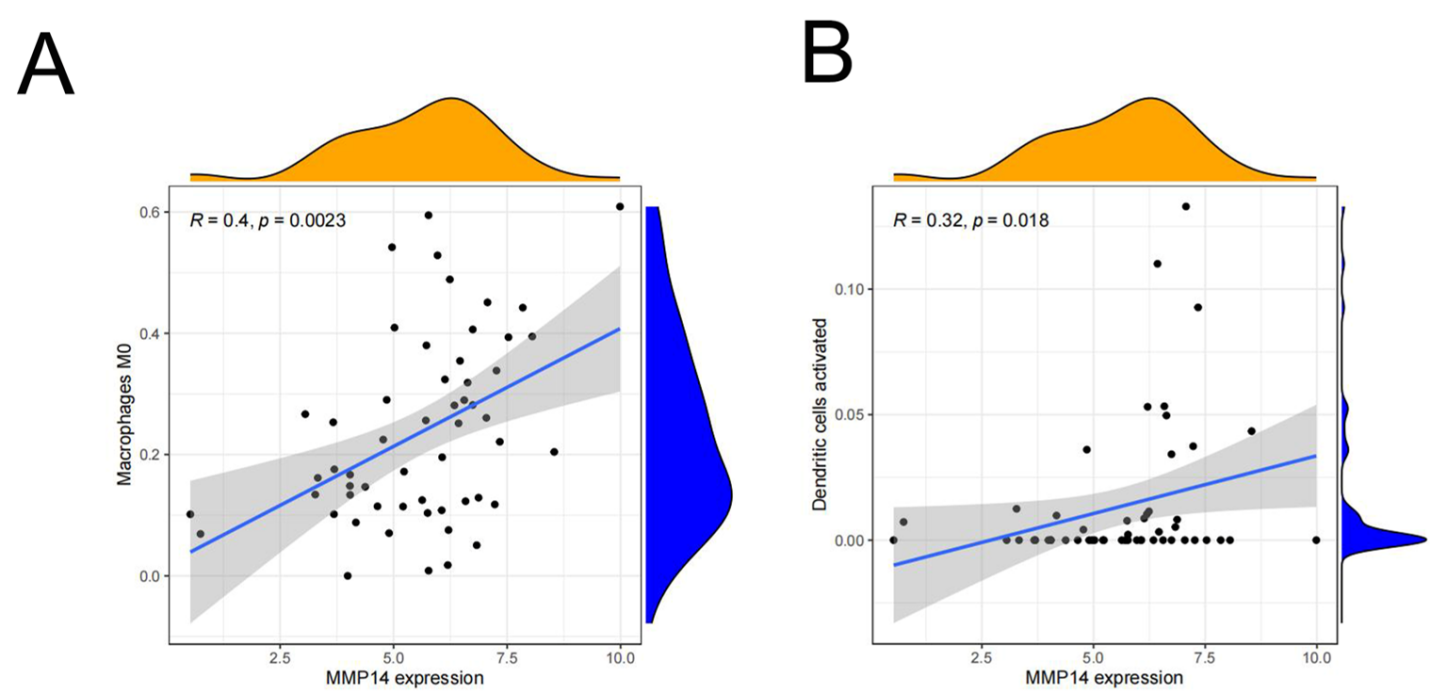 A
R = 0.4, p = 0.0023
Macrophages M0
0.6
0.4
0.2
0.0
2.5 5.0 7.5 10.0
MMP14 expression
B
R = 0.32, p = 0.018
Dendritic cells activated
0.10
0.05
0.00
2.5 5.0 7.5 10.0
MMP14 expression